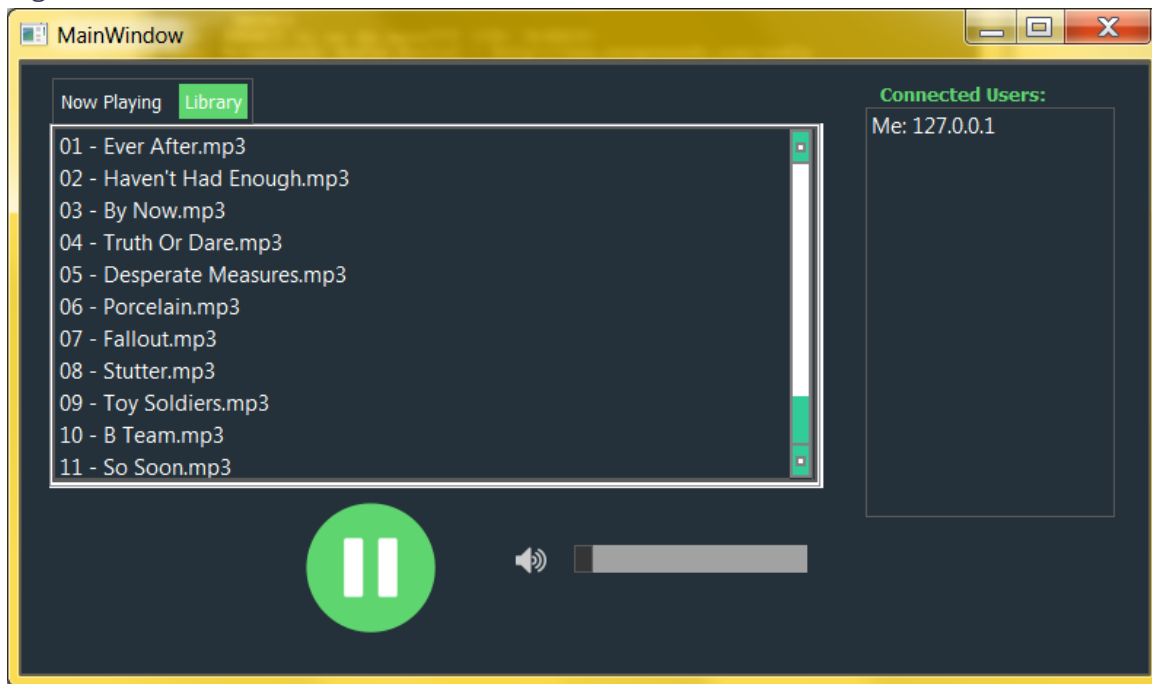 MainWindow
Now Playing Library
01 - Ever After.mp3
02 - Haven't Had Enough.mp3
03 - By Now.mp3
04 - Truth Or Dare.mp3
05 - Desperate Measures.mp3
06 - Porcelain.mp3
07 - Fallout.mp3
08 - Stutter.mp3
09 - Toy Soldiers.mp3
10 - B Team.mp3
11 - So Soon.mp3
Connected Users:
Me: 127.0.0.1